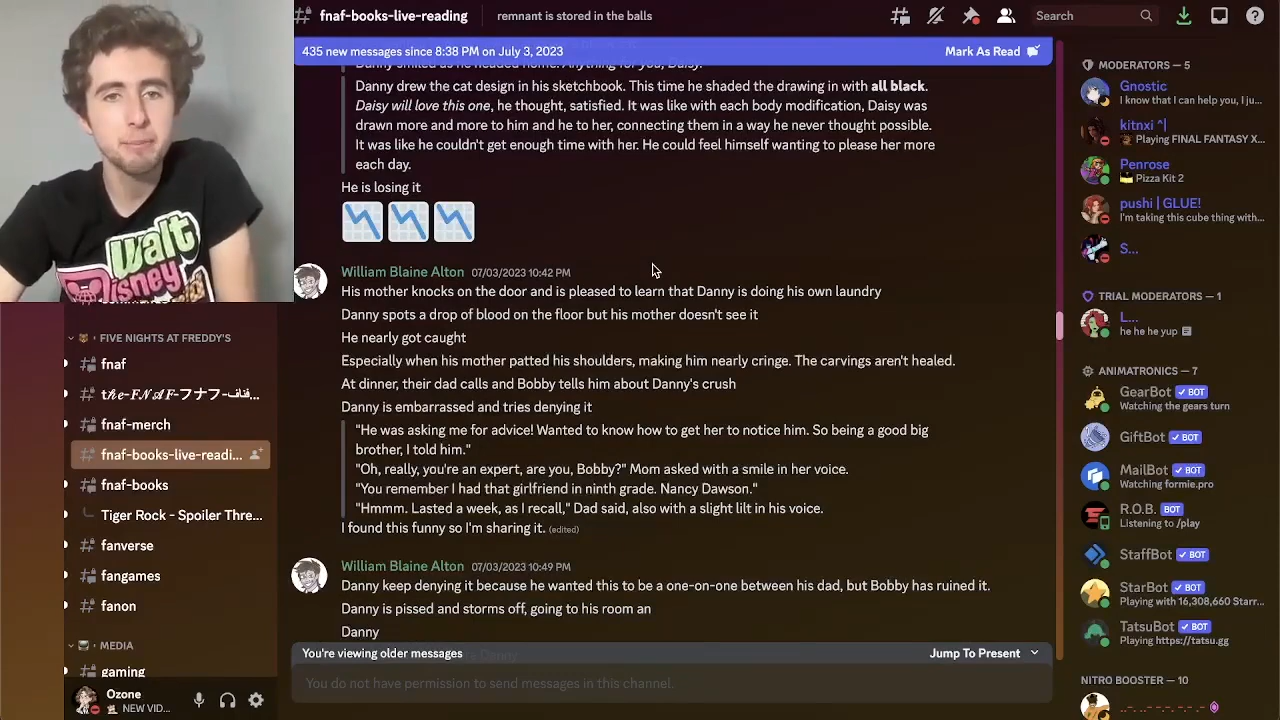 Walt
Disney
fnaf-books-live-reading
remnant is stored in the balls
Search
435 new messages since 8:38 PM on July 3, 2023
Mark As Read
Danny smiled as he headed home. Anything for you, Daisy.
Danny drew the cat design in his sketchbook. This time he shaded the drawing in with all black.
Daisy will love this one, he thought, satisfied. It was like with each body modification, Daisy was
drawn more and more to him and he to her, connecting them in a way he never thought possible.
It was like he couldn't get enough time with her. He could feel himself wanting to please her more
each day.
He is losing it
William Blaine Alton 07/03/2023 10:42 PM
His mother knocks on the door and is pleased to learn that Danny is doing his own laundry
Danny spots a drop of blood on the floor but his mother doesn't see it
He nearly got caught
Especially when his mother patted his shoulders, making him nearly cringe. The carvings aren't healed.
At dinner, their dad calls and Bobby tells him about Danny's crush
Danny is embarrassed and tries denying it
"He was asking me for advice! Wanted to know how to get her to notice him. So being a good big
brother, I told him."
"Oh, really, you're an expert, are you, Bobby?" Mom asked with a smile in her voice.
"You remember I had that girlfriend in ninth grade. Nancy Dawson."
"Hmmm. Lasted a week, as I recall," Dad said, also with a slight lilt in his voice.
I found this funny so I'm sharing it. (edited)
William Blaine Alton 07/03/2023 10:49 PM
Danny keep denying it because he wanted this to be a one-on-one between his dad, but Bobby has ruined it.
Danny is pissed and storms off, going to his room an
Danny
You're viewing older messages
Jump To Present
You do not have permission to send messages in this channel.
FIVE NIGHTS AT FREDDY'S
fnaf
the-FNAF-フナフ-فناف...
fnaf-merch
fnaf-books-live-readi...
fnaf-books
Tiger Rock - Spoiler Thre...
fanverse
fangames
fanon
MEDIA
gaming
Ozone
NEW VID...
MODERATORS — 5
Gnostic
I know that I can help you, I ju...
kitnxi ^|
Playing FINAL FANTASY X...
Penrose
Pizza Kit 2
pushi | GLUE!
I'm taking this cube thing with...
S...
TRIAL MODERATORS — 1
L...
he he he yup
ANIMATRONICS — 7
GearBot BOT
Watching the gears turn
GiftBot BOT
MailBot BOT
Watching formie.pro
R.O.B. BOT
Listening to /play
StaffBot BOT
StarBot BOT
Playing with 16,308,660 Starr...
TatsuBot BOT
Playing https://tatsu.gg
NITRO BOOSTER — 10